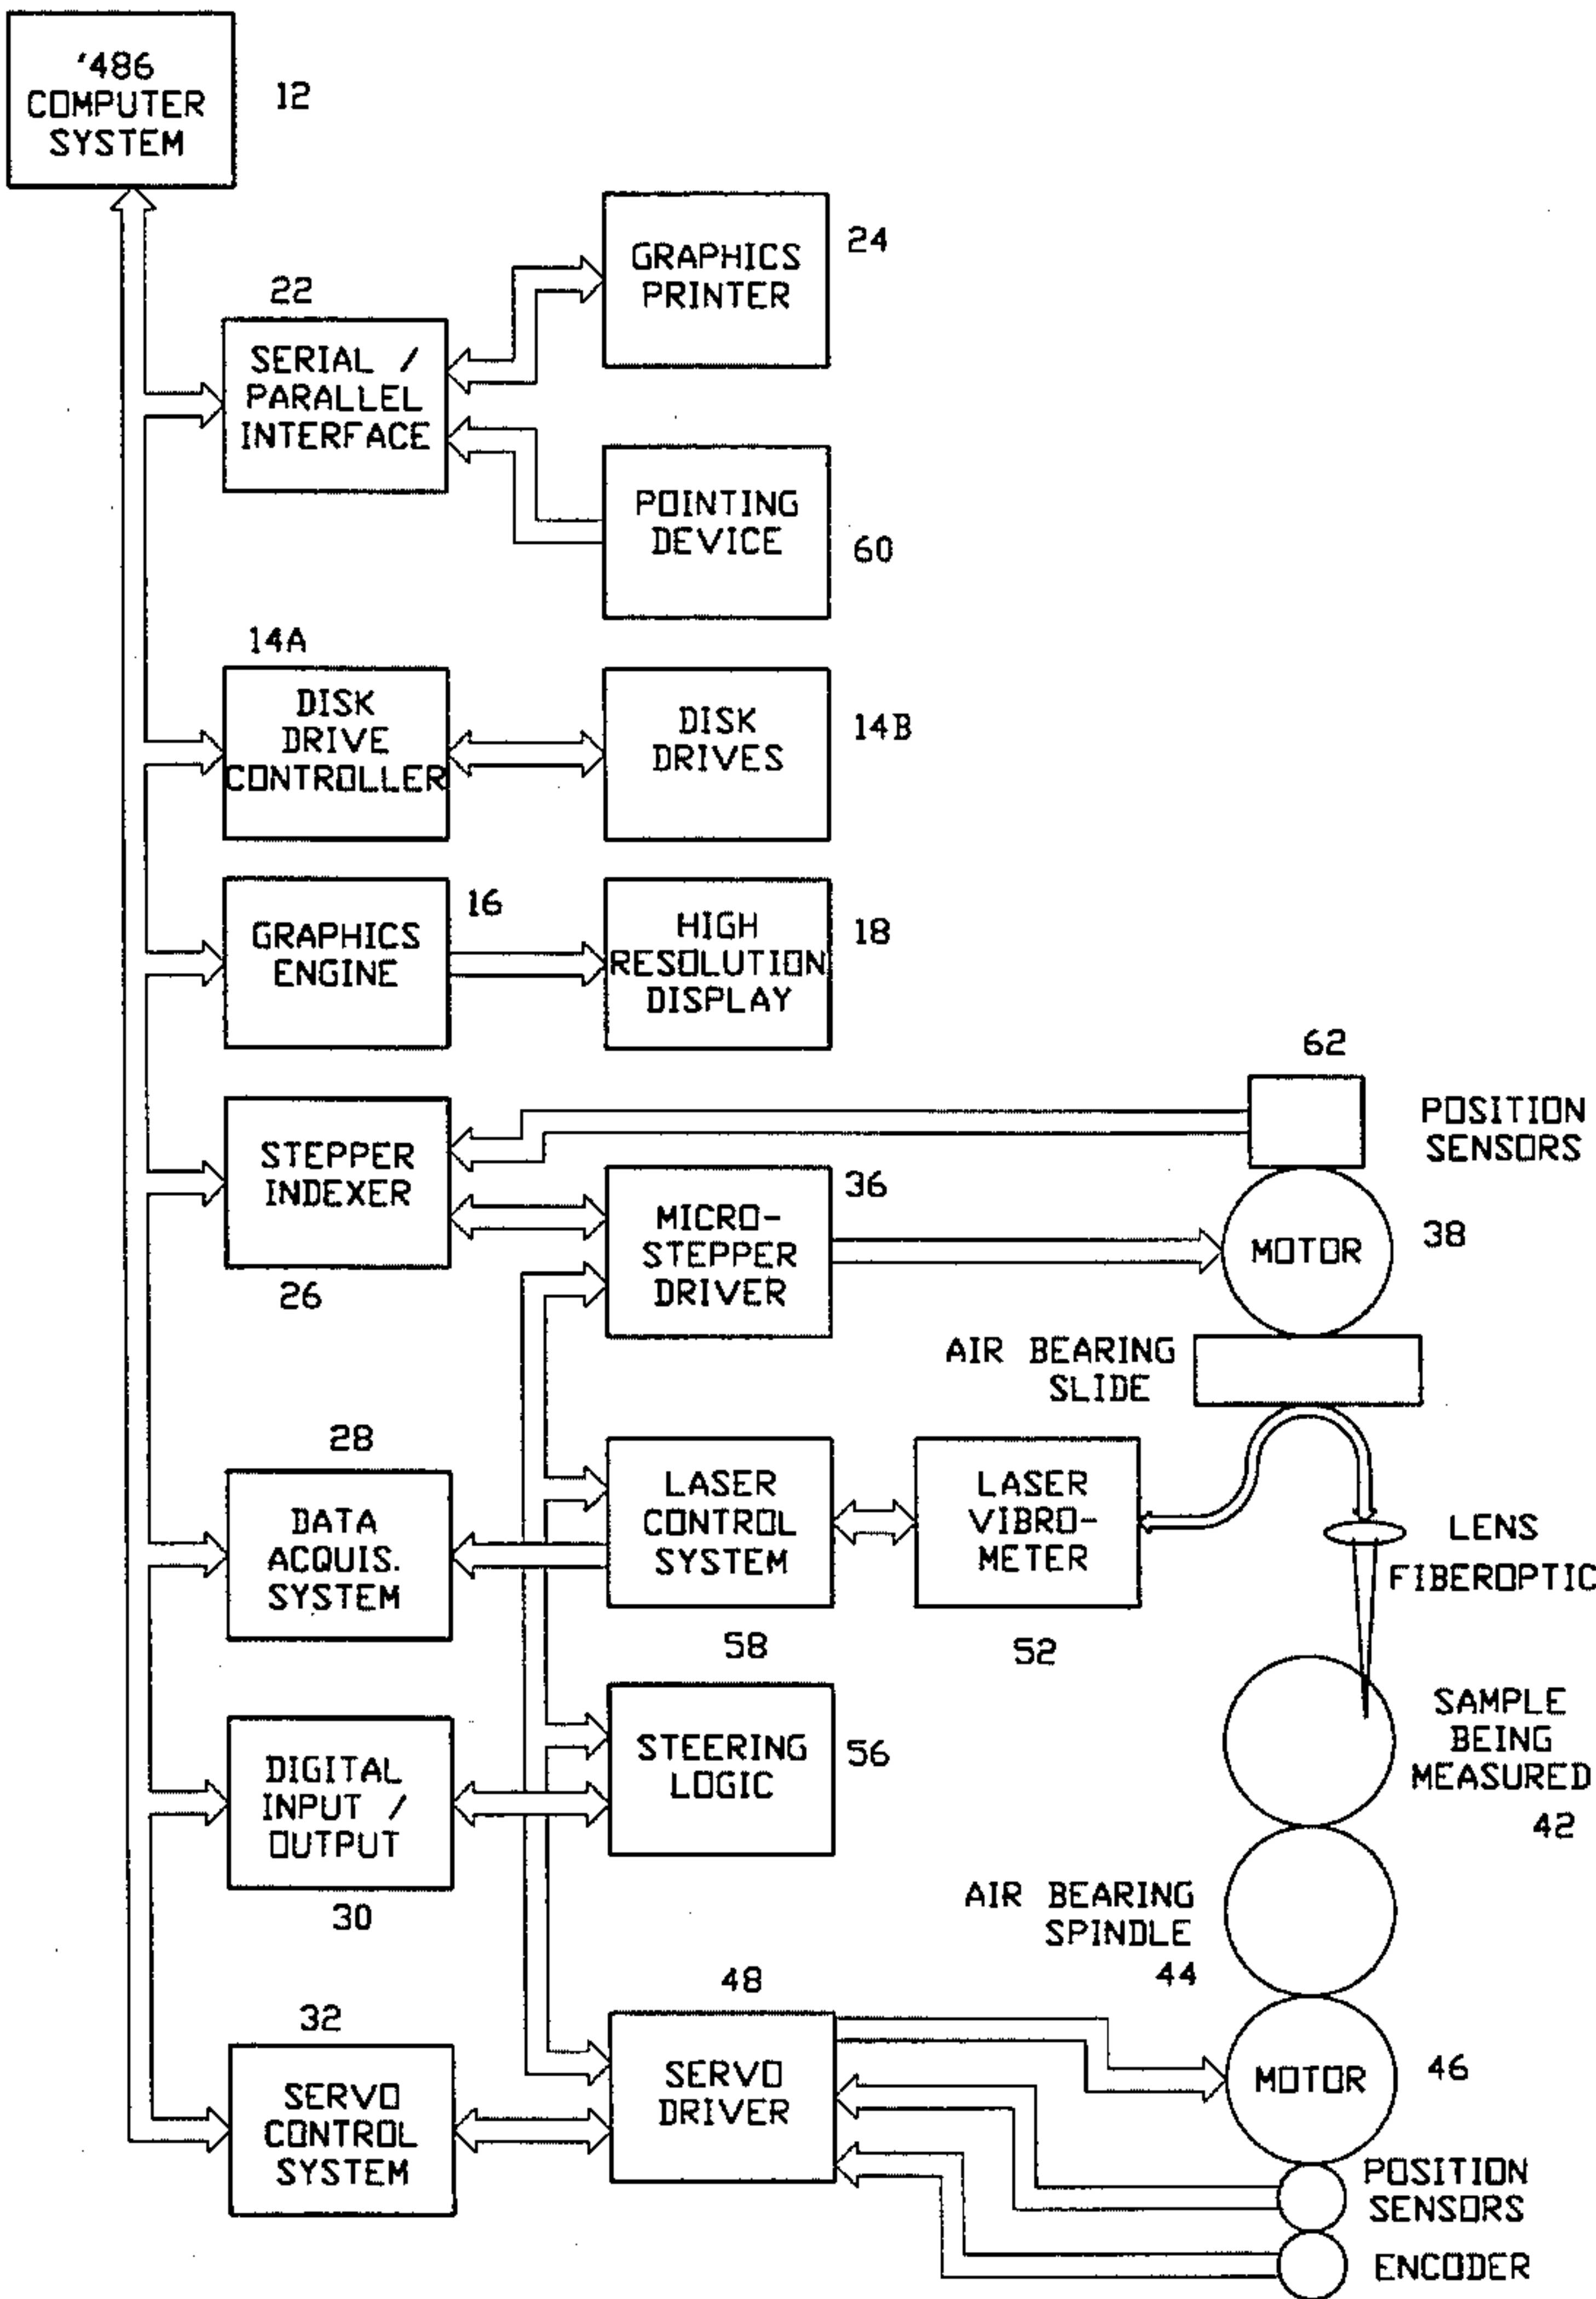 '486
COMPUTER
SYSTEM
12
24
GRAPHICS
PRINTER
22
SERIAL /
PARALLEL
INTERFACE
POINTING
DEVICE
60
14A
DISK
DRIVE
CONTROLLER
DISK
DRIVES
14B
16
GRAPHICS
ENGINE
HIGH
RESOLUTION
DISPLAY
18
62
POSITION
SENSORS
STEPPER
INDEXER
26
36
MICRO-
STEPPER
DRIVER
MOTOR
38
AIR BEARING
SLIDE
28
DATA
ACQUIS.
SYSTEM
LASER
CONTROL
SYSTEM
58
LASER
VIBRO-
METER
52
LENS
FIBEROPTIC
SAMPLE
BEING
MEASURED
42
DIGITAL
INPUT /
OUTPUT
30
STEERING
LOGIC
56
AIR BEARING
SPINDLE
44
32
SERVO
CONTROL
SYSTEM
48
SERVO
DRIVER
MOTOR
46
POSITION
SENSORS
ENCODER